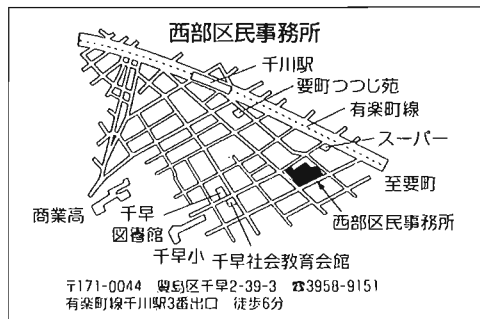 西部区民事務所
千川駅
要町つつじ苑
有楽町線
スーパー
至要町
西部区民事務所
商業高
千早
図書館
千早小
千早社会教育会館
〒171-0044 豊島区千早2-39-3 ☎3958-9151
有楽町線千川駅3番出口 徒歩6分